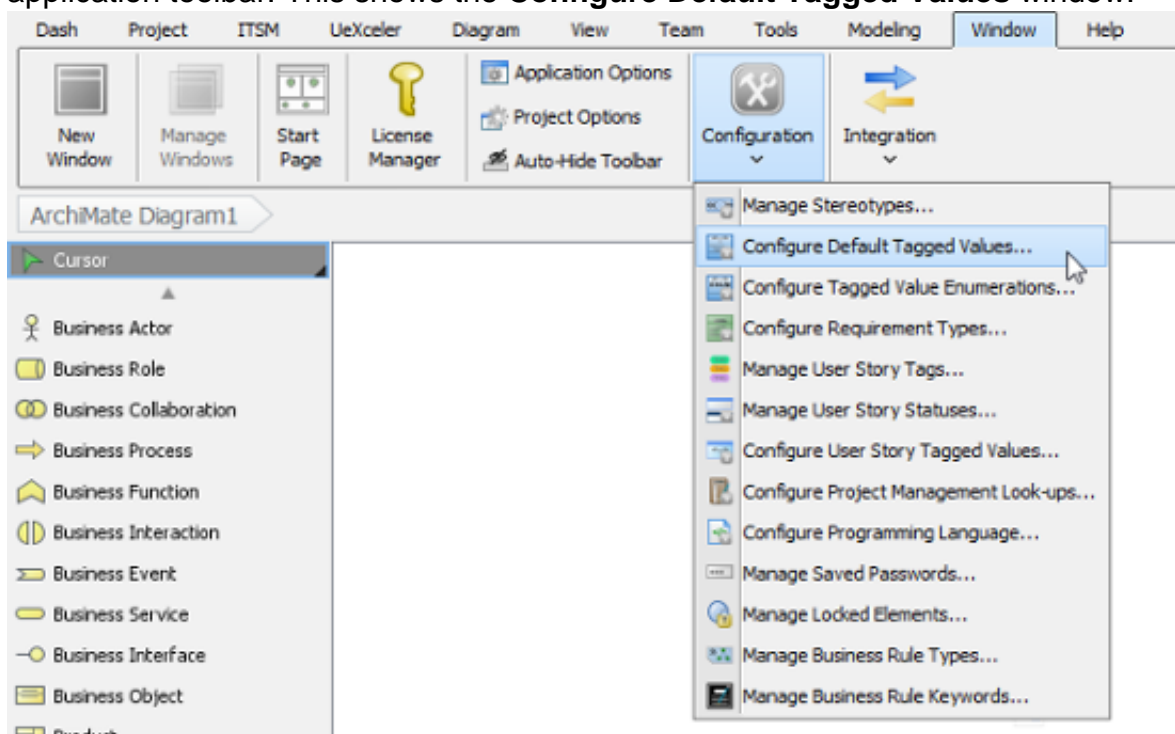 application toolbar. This shows the Configure Default Tagged Values window.
Dash Project ITSM UeXceler Diagram View Team Tools Modeling Window Help
New Window
Manage Windows
Start Page
License Manager
Application Options
Project Options
Auto-Hide Toolbar
Configuration
Integration
ArchiMate Diagram1
Cursor
Business Actor
Business Role
Business Collaboration
Business Process
Business Function
Business Interaction
Business Event
Business Service
Business Interface
Business Object
Product
Manage Stereotypes...
Configure Default Tagged Values...
Configure Tagged Value Enumerations...
Configure Requirement Types...
Manage User Story Tags...
Manage User Story Statuses...
Configure User Story Tagged Values...
Configure Project Management Look-ups...
Configure Programming Language...
Manage Saved Passwords...
Manage Locked Elements...
Manage Business Rule Types...
Manage Business Rule Keywords...